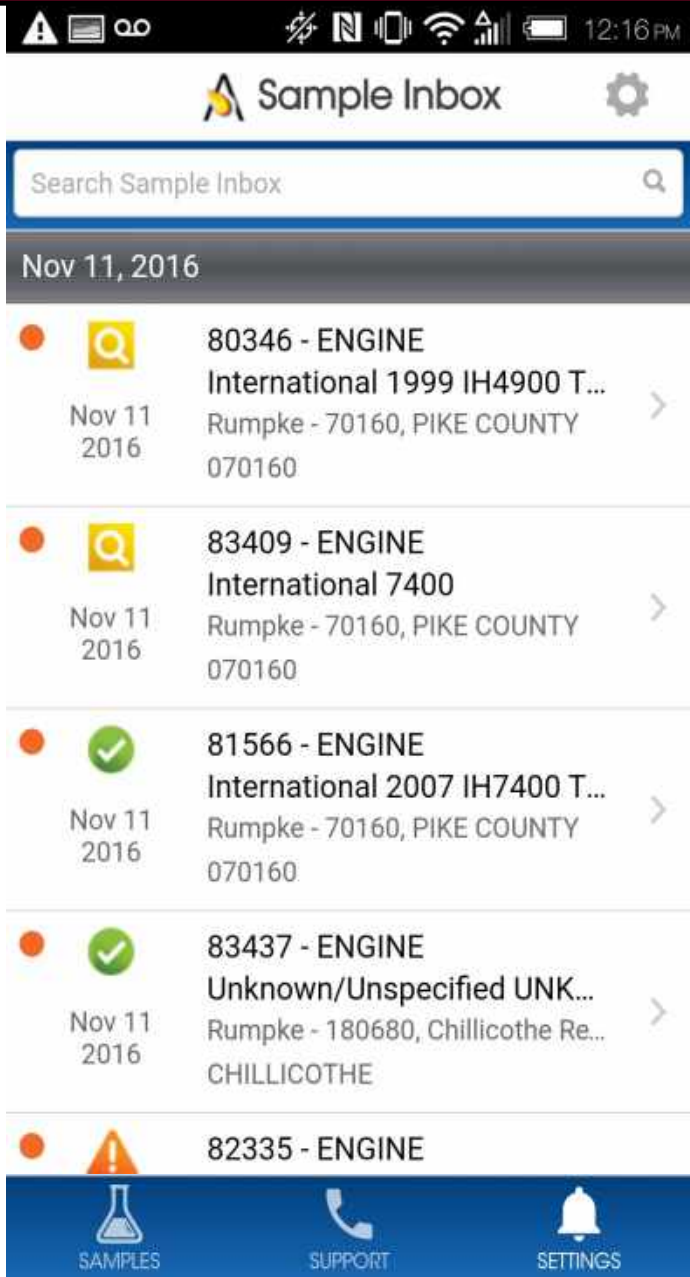 12:16 PM
Sample Inbox
Search Sample Inbox
Nov 11, 2016
80346 - ENGINE
International 1999 IH4900 T...
Nov 11
2016
Rumpke - 70160, PIKE COUNTY
070160
83409 - ENGINE
International 7400
Nov 11
2016
Rumpke - 70160, PIKE COUNTY
070160
81566 - ENGINE
International 2007 IH7400 T...
Nov 11
2016
Rumpke - 70160, PIKE COUNTY
070160
83437 - ENGINE
Unknown/Unspecified UNK...
Nov 11
2016
Rumpke - 180680, Chillicothe Re...
CHILLICOTHE
82335 - ENGINE
SAMPLES
SUPPORT
SETTINGS